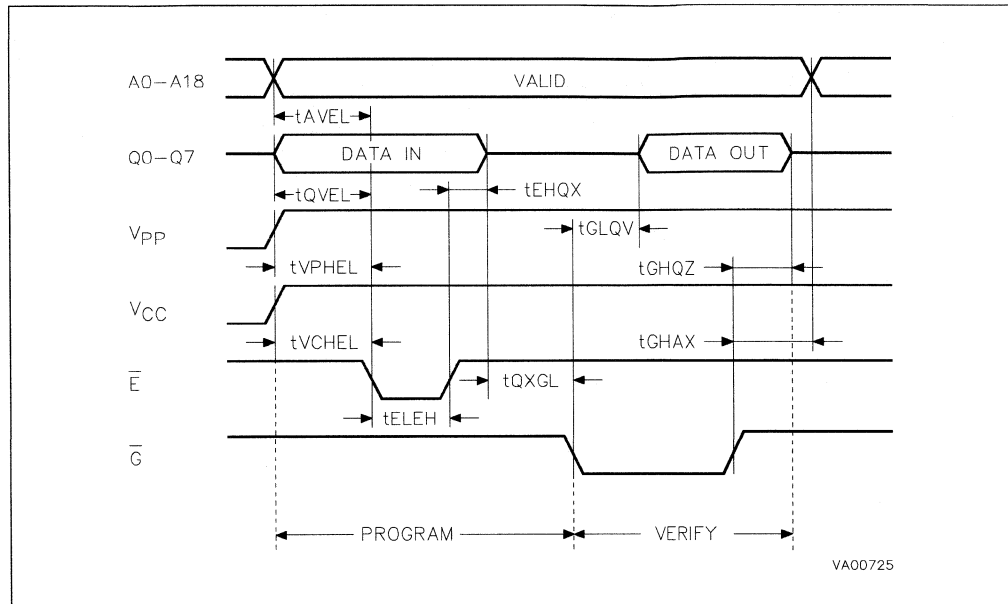 A0-A18
VALID
tAVEL
Q0-Q7
DATA IN
DATA OUT
tQVEL
tEHQX
VPP
tGLQV
tVPHEL
tGHQZ
VCC
tVCHEL
tGHAX
E
tQXGL
tELEH
G
PROGRAM
VERIFY
VA00725